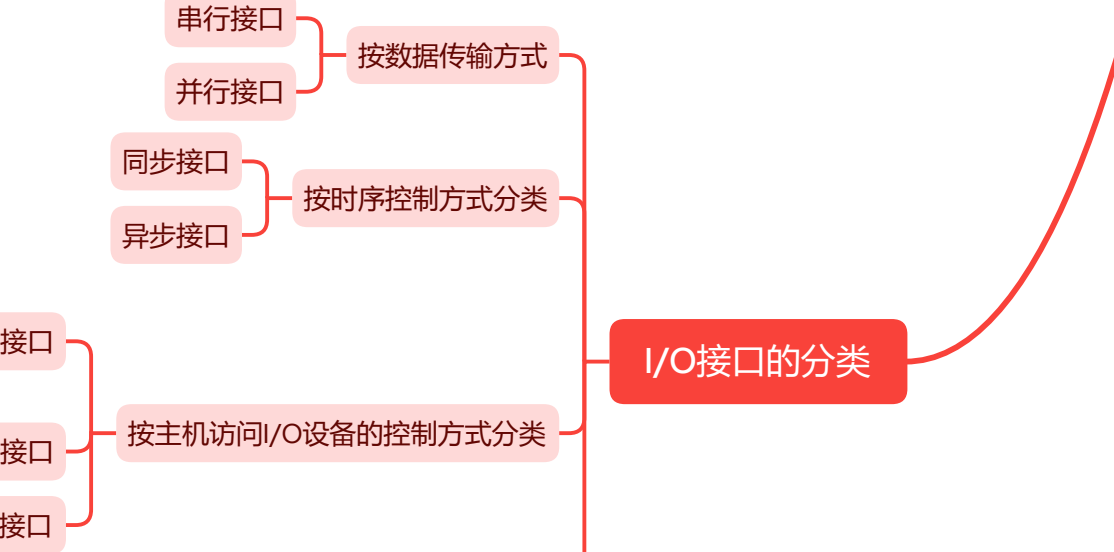 串行接口
按数据传输方式
并行接口
同步接口
按时序控制方式分类
异步接口
接口
I/O接口的分类
按主机访问I/O设备的控制方式分类
接口
接口